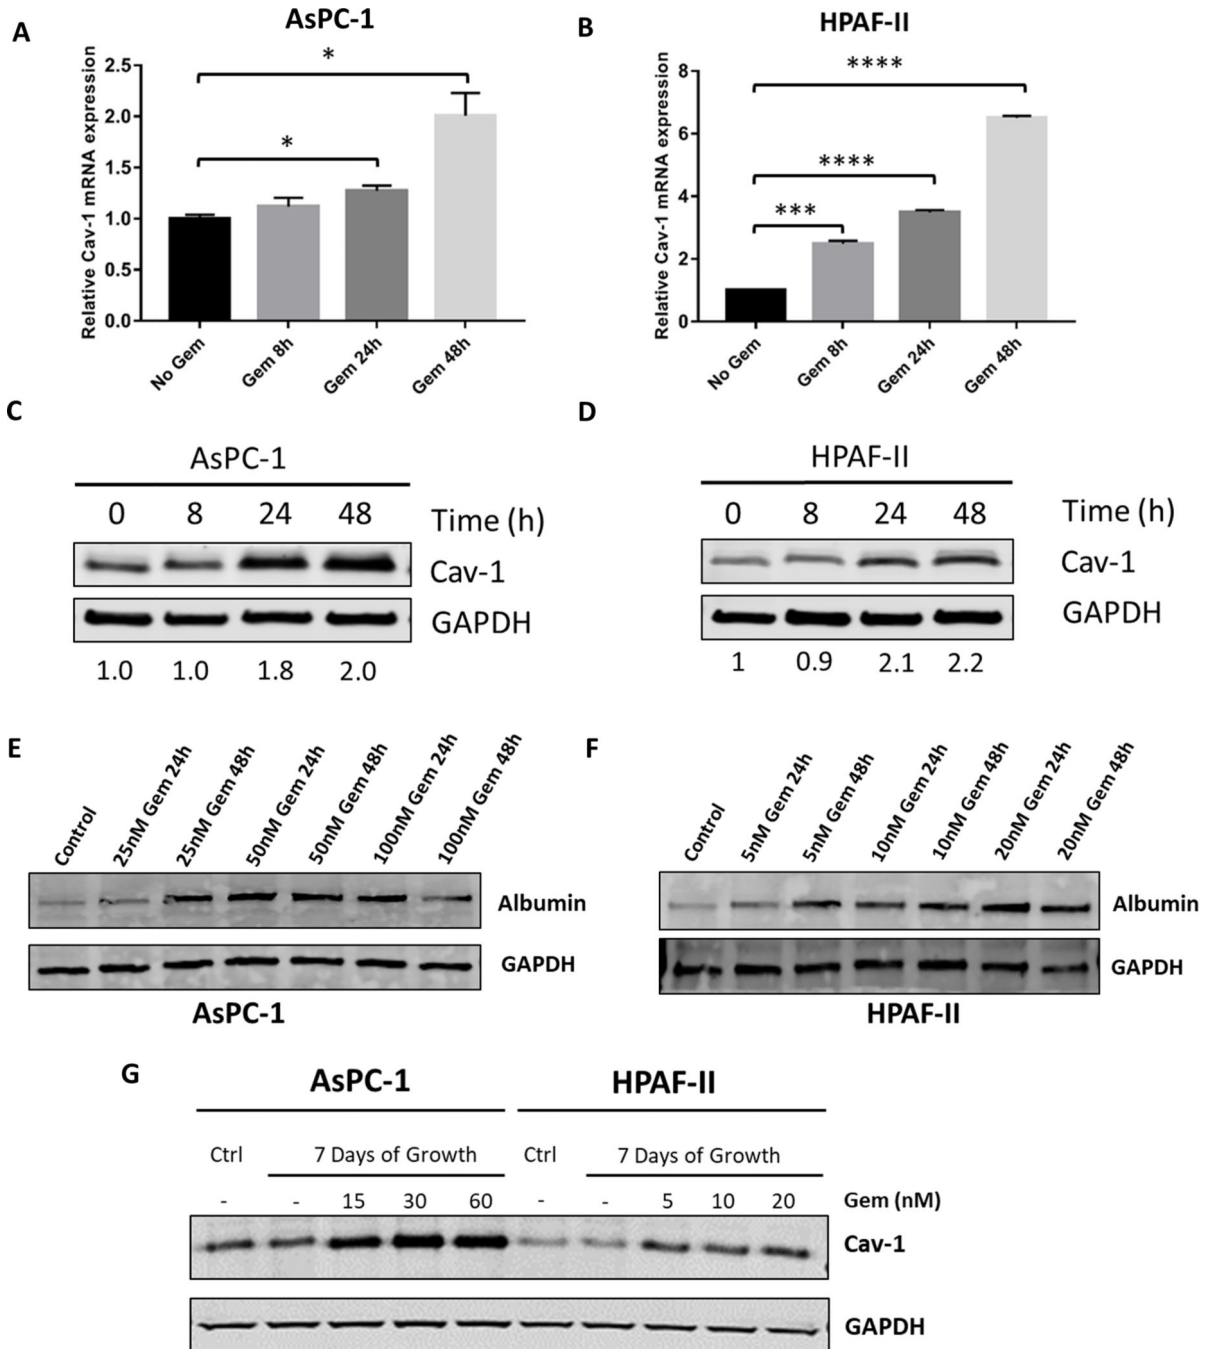 A
AsPC-1
Relative Cav-1 mRNA expression
2.5
2.0
1.5
1.0
0.5
0.0
*
*
No Gem
Gem 8h
Gem 24h
Gem 48h
B
HPAF-II
Relative Cav-1 mRNA expression
8
6
4
2
0
****
****
***
No Gem
Gem 8h
Gem 24h
Gem 48h
C
AsPC-1
0 8 24 48 Time (h)
Cav-1
GAPDH
1.0 1.0 1.8 2.0
D
HPAF-II
0 8 24 48 Time (h)
Cav-1
GAPDH
1 0.9 2.1 2.2
E
Control
25nM Gem 24h
25nM Gem 48h
50nM Gem 24h
50nM Gem 48h
100nM Gem 24h
100nM Gem 48h
Albumin
GAPDH
AsPC-1
F
Control
5nM Gem 24h
5nM Gem 48h
10nM Gem 24h
10nM Gem 48h
20nM Gem 24h
20nM Gem 48h
Albumin
GAPDH
HPAF-II
G
AsPC-1 HPAF-II
Ctrl 7 Days of Growth Ctrl 7 Days of Growth
- - 15 30 60 - - 5 10 20 Gem (nM)
Cav-1
GAPDH